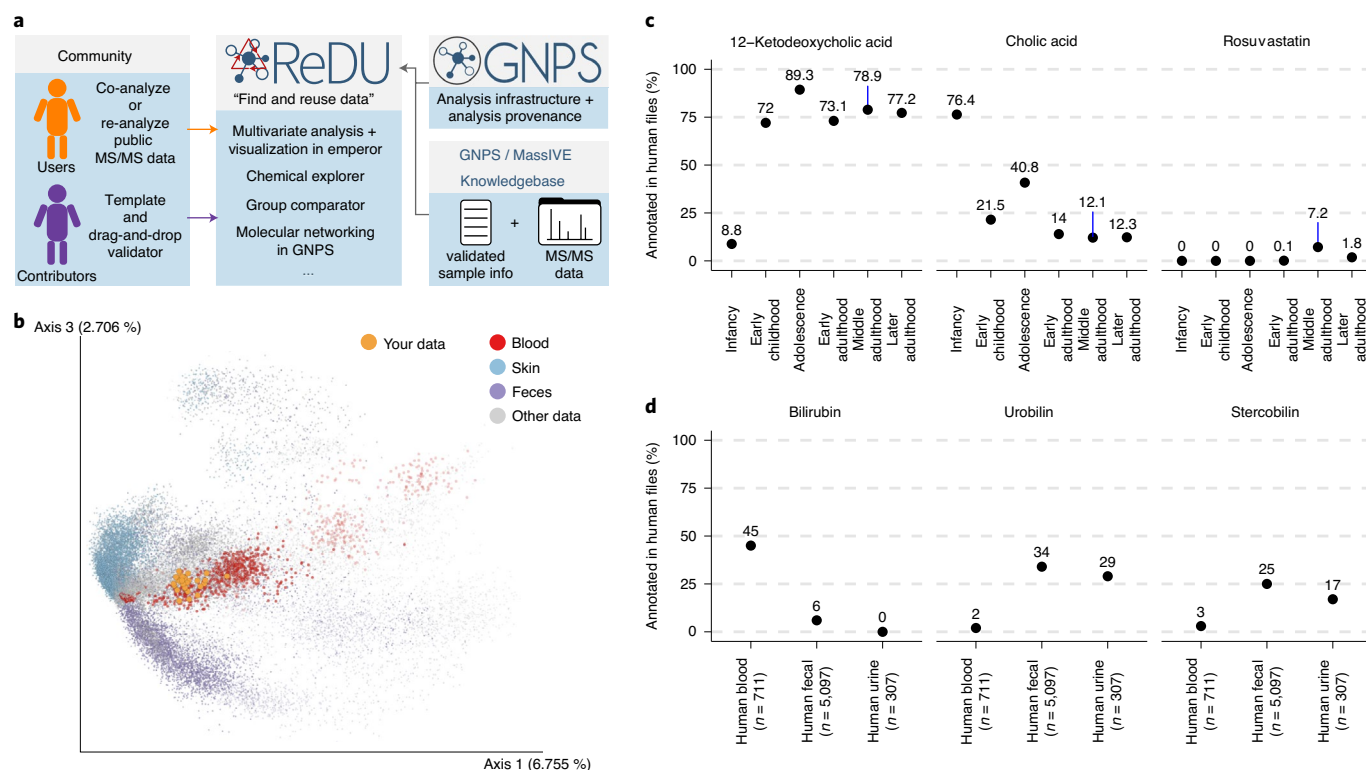 a
Community
Co-analyze
or
re-analyze
public
MS/MS data
Users
Template
and
drag-and-drop
validator
Contributors
ReDU
“Find and reuse data”
Multivariate analysis +
visualization in emperor
Chemical explorer
Group comparator
Molecular networking
in GNPS
...
GNPS
Analysis infrastructure +
analysis provenance
GNPS / MassIVE
Knowledgebase
+
validated
sample info
MS/MS
data
b
Axis 3 (2.706 %)
Your data
Blood
Skin
Feces
Other data
Axis 1 (6.755 %)
c
Annotated in human files (%)
100
75
50
25
0
12–Ketodeoxycholic acid
8.8
72
89.3
73.1
78.9
77.2
Infancy
Early
childhood
Adolescence
Early
adulthood
Middle
adulthood
Later
adulthood
Cholic acid
76.4
21.5
40.8
14
12.1
12.3
Infancy
Early
childhood
Adolescence
Early
adulthood
Middle
adulthood
Later
adulthood
Rosuvastatin
0
0
0
0.1
7.2
1.8
Infancy
Early
childhood
Adolescence
Early
adulthood
Middle
adulthood
Later
adulthood
d
Annotated in human files (%)
100
75
50
25
0
Bilirubin
45
6
0
Human blood
(n = 711)
Human fecal
(n = 5,097)
Human urine
(n = 307)
Urobilin
2
34
29
Human blood
(n = 711)
Human fecal
(n = 5,097)
Human urine
(n = 307)
Stercobilin
3
25
17
Human blood
(n = 711)
Human fecal
(n = 5,097)
Human urine
(n = 307)